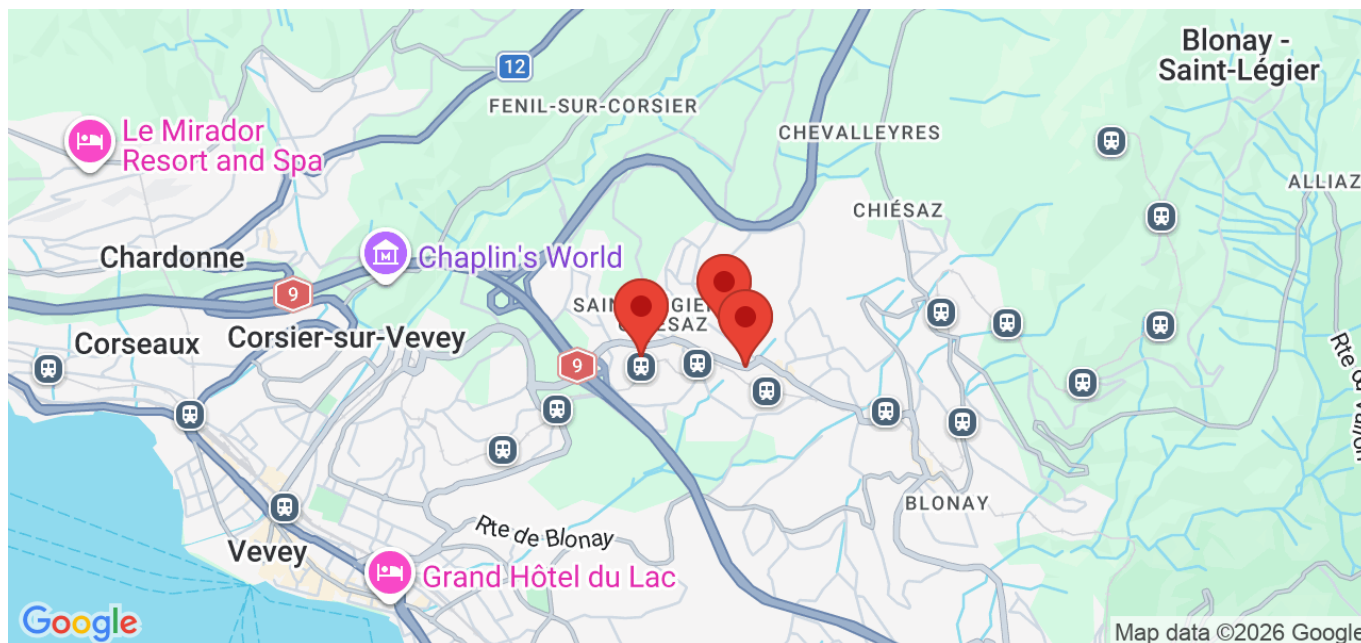 Blonay -
Saint-Légier
12
FENIL-SUR-CORSIER
CHEVALLEYRES
Le Mirador
Resort and Spa
ALLIAZ
CHIÉSAZ
Chardonne
Chaplin's World
9
Corseaux
Corsier-sur-Vevey
9
Rte de Blonay
BLONAY
Vevey
Grand Hôtel du Lac
Google
Map data ©2026 Google